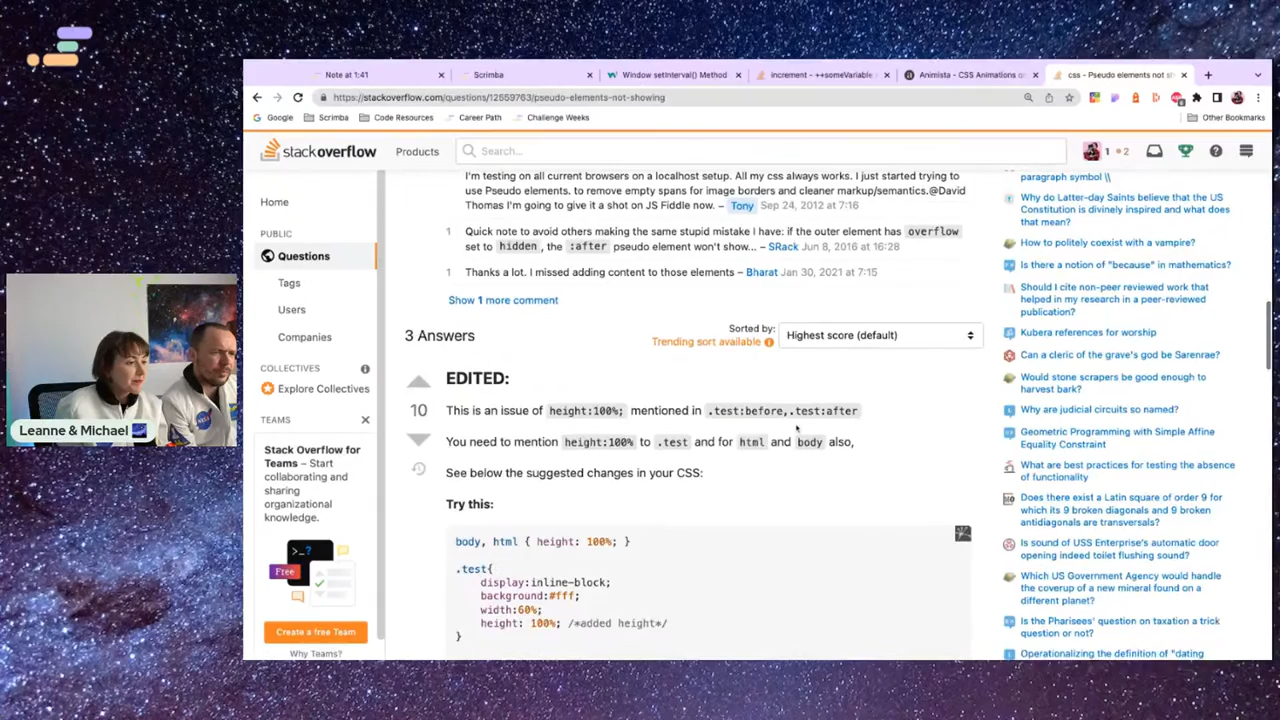 Note at 1:41
Scrimba
Window setInterval() Method
increment - ++someVariable
Animista - CSS Animations on
css - Pseudo elements not sh
https://stackoverflow.com/questions/12559763/pseudo-elements-not-showing
Google
Scrimba
Code Resources
Career Path
Challenge Weeks
Other Bookmarks
stackoverflow
Products
Search...
1 2
Home
PUBLIC
Questions
Tags
Users
Companies
COLLECTIVES
Explore Collectives
TEAMS
Stack Overflow for
Teams – Start
collaborating and
sharing
organizational
knowledge.
>_?
Free
Create a free Team
Why Teams?
I'm testing on all current browsers on a localhost setup. All my css always works. I just started trying to
use Pseudo elements. to remove empty spans for image borders and cleaner markup/semantics.@David
Thomas I'm going to give it a shot on JS Fiddle now. – Tony Sep 24, 2012 at 7:16
1 Quick note to avoid others making the same stupid mistake I have: if the outer element has overflow
set to hidden, the :after pseudo element won't show... – SRack Jun 8, 2016 at 16:28
1 Thanks a lot. I missed adding content to those elements – Bharat Jan 30, 2021 at 7:15
Show 1 more comment
3 Answers
Sorted by:
Trending sort available
Highest score (default)
EDITED:
10
This is an issue of height:100%; mentioned in .test:before,.test:after
You need to mention height:100% to .test and for html and body also,
See below the suggested changes in your CSS:
Try this:
body, html { height: 100%; }
.test{
display:inline-block;
background:#fff;
width:60%;
height: 100%; /*added height*/
}
paragraph symbol \\
Why do Latter-day Saints believe that the US
Constitution is divinely inspired and what does
that mean?
How to politely coexist with a vampire?
Is there a notion of "because" in mathematics?
Should I cite non-peer reviewed work that
helped in my research in a peer-reviewed
publication?
Kubera references for worship
Can a cleric of the grave's god be Sarenrae?
Would stone scrapers be good enough to
harvest bark?
Why are judicial circuits so named?
Geometric Programming with Simple Affine
Equality Constraint
What are best practices for testing the absence
of functionality
Does there exist a Latin square of order 9 for
which its 9 broken diagonals and 9 broken
antidiagonals are transversals?
Is sound of USS Enterprise's automatic door
opening indeed toilet flushing sound?
Which US Government Agency would handle
the coverup of a new mineral found on a
different planet?
Is the Pharisees' question on taxation a trick
question or not?
Operationalizing the definition of "dating
Leanne & Michael